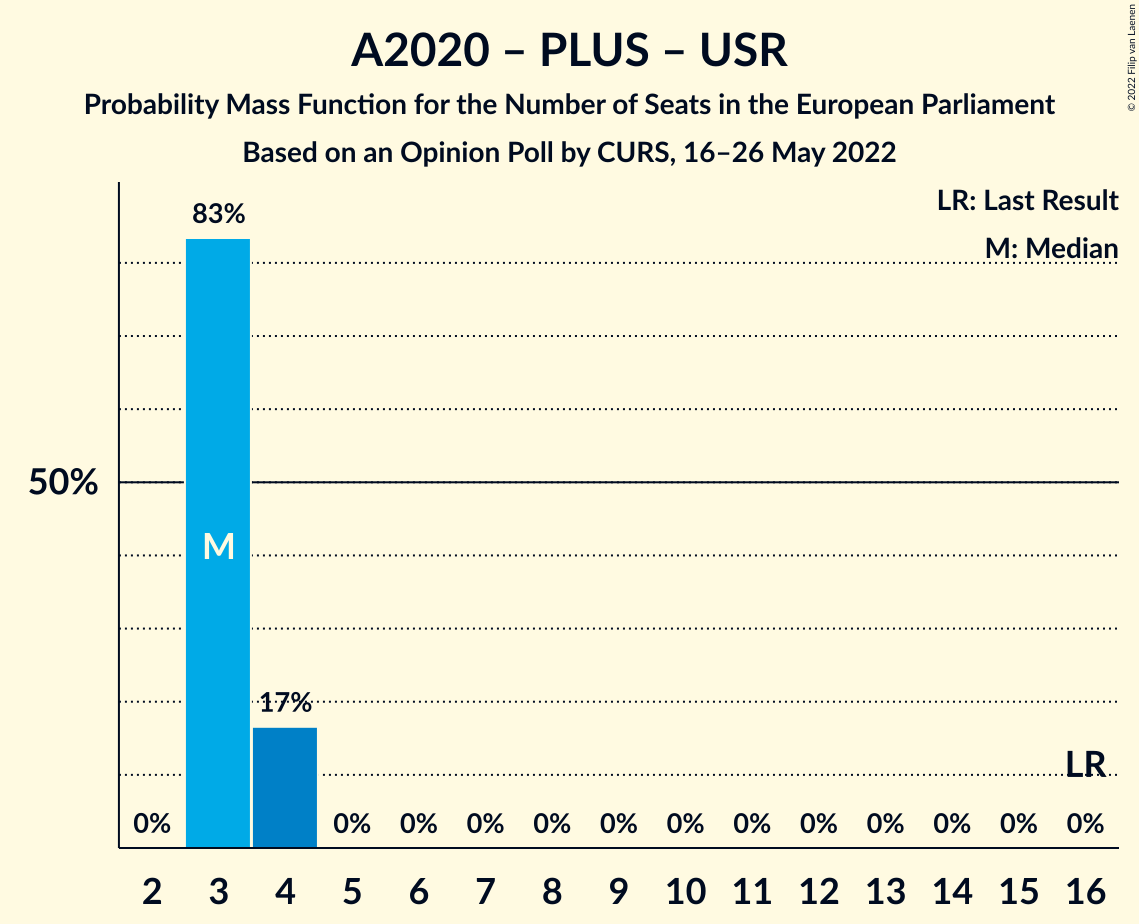 A2020 – PLUS – USR
Probability Mass Function for the Number of Seats in the European Parliament
Based on an Opinion Poll by CURS, 16–26 May 2022
© 2022 Filip van Laenen
LR: Last Result
M: Median
83%
50%
M
17%
LR
0% 0% 0% 0% 0% 0% 0% 0% 0% 0% 0% 0% 0%
2 3 4 5 6 7 8 9 10 11 12 13 14 15 16